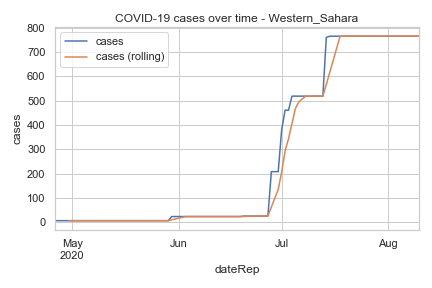 COVID-19 cases over time - Western_Sahara
800
700
600
500
400
300
200
100
0
cases
cases
cases (rolling)
May
2020
Jun
Jul
Aug
dateRep